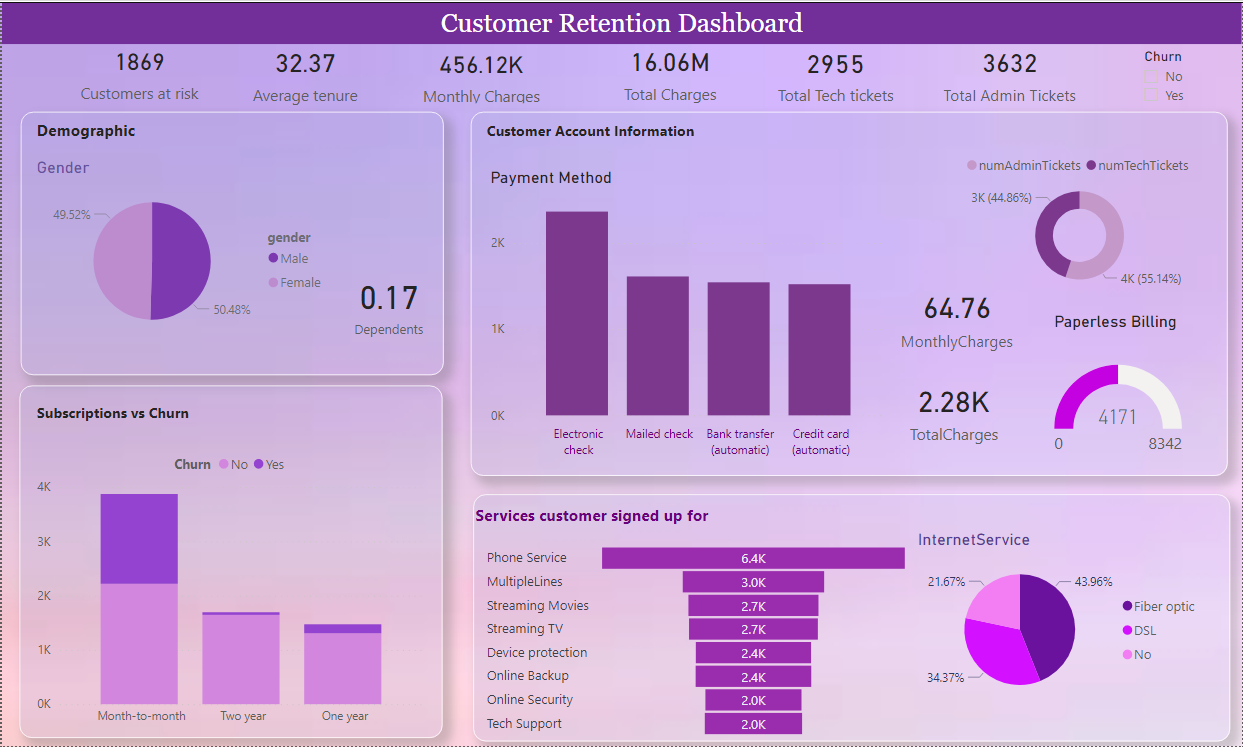 Customer Retention Dashboard
1869
Customers at risk
32.37
Average tenure
456.12K
Monthly Charges
16.06M
Total Charges
2955
Total Tech tickets
3632
Total Admin Tickets
Churn
No
Yes
Demographic
Gender
49.52%
50.48%
gender
Male
Female
0.17
Dependents
Customer Account Information
Payment Method
2K
1K
0K
Electronic
check
Mailed check
Bank transfer
(automatic)
Credit card
(automatic)
numAdminTickets numTechTickets
3K (44.86%)
4K (55.14%)
64.76
MonthlyCharges
2.28K
TotalCharges
Paperless Billing
4171
0
8342
Subscriptions vs Churn
Churn No Yes
4K
3K
2K
1K
0K
Month-to-month
Two year
One year
Services customer signed up for
Phone Service 6.4K
MultipleLines 3.0K
Streaming Movies 2.7K
Streaming TV 2.7K
Device protection 2.4K
Online Backup 2.4K
Online Security 2.0K
Tech Support 2.0K
InternetService
21.67%
43.96%
34.37%
Fiber optic
DSL
No